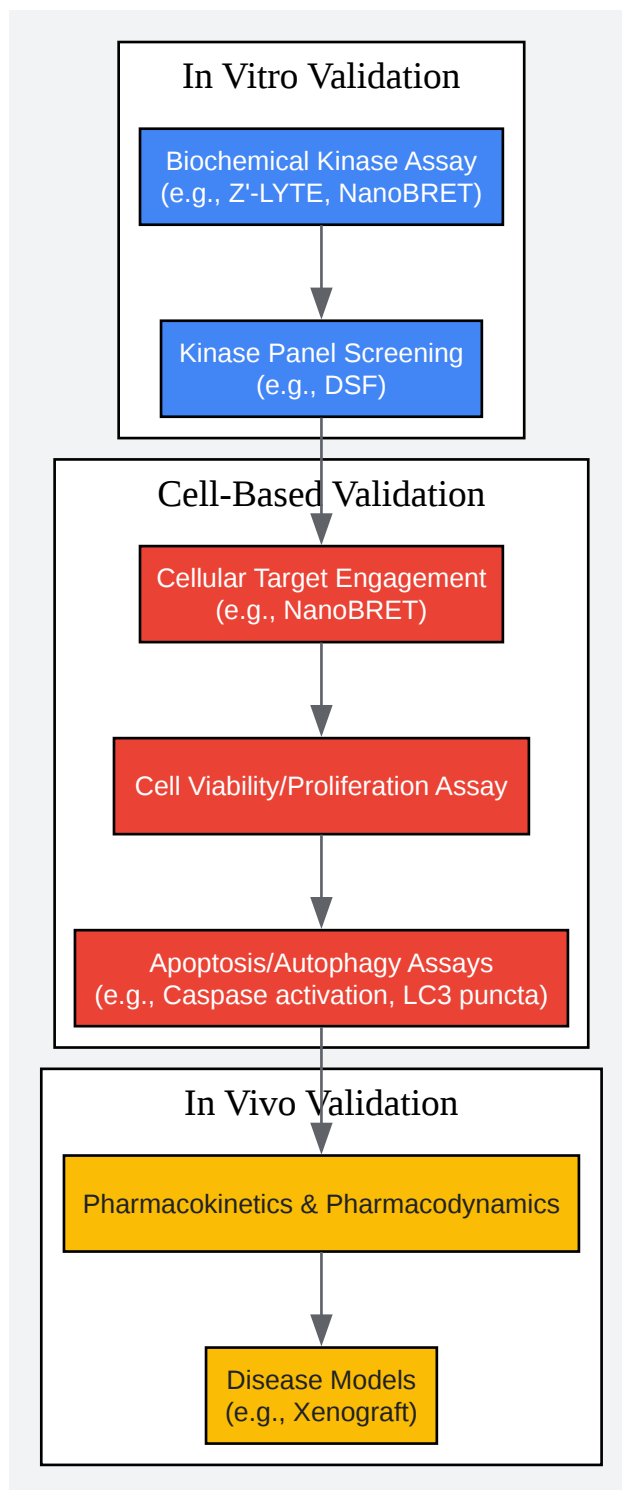 In Vitro Validation
Biochemical Kinase Assay
(e.g., Z'-LYTE, NanoBRET)
Kinase Panel Screening
(e.g., DSF)
Cell-Based Validation
Cellular Target Engagement
(e.g., NanoBRET)
Cell Viability/Proliferation Assay
Apoptosis/Autophagy Assays
(e.g., Caspase activation, LC3 puncta)
In Vivo Validation
Pharmacokinetics & Pharmacodynamics
Disease Models
(e.g., Xenograft)